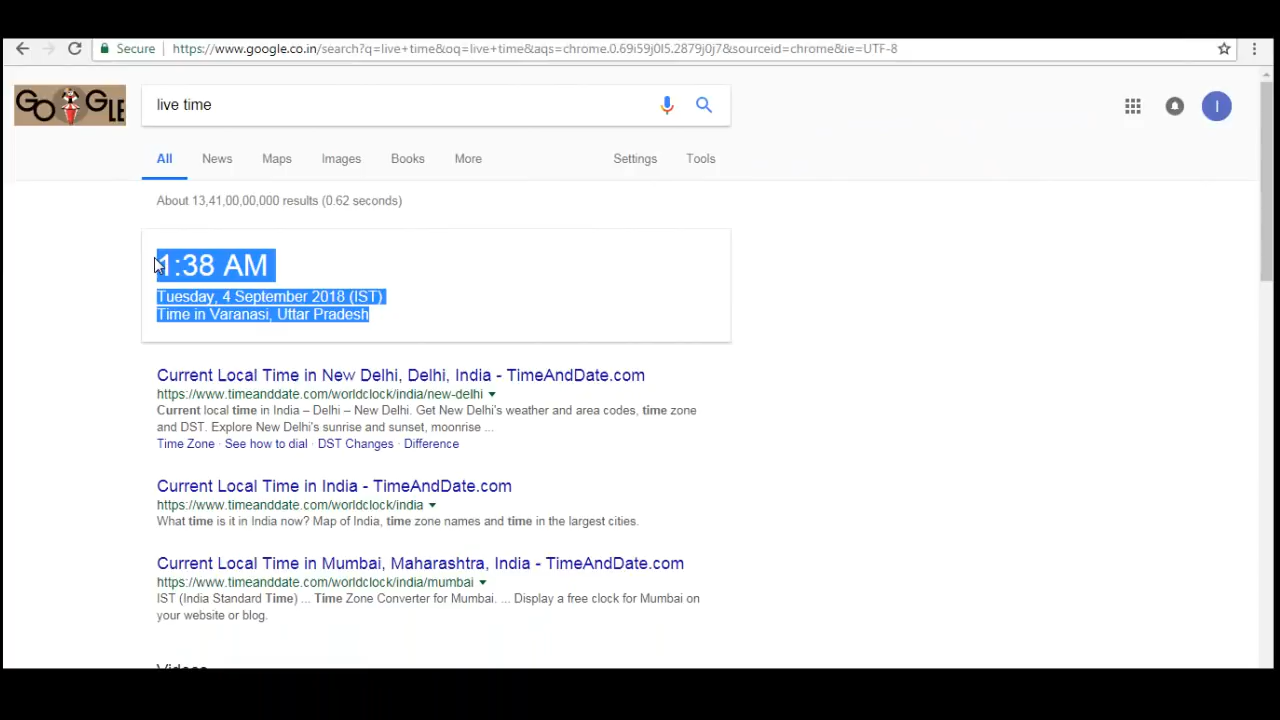 Secure
https://www.google.co.in/search?q=live+time&oq=live+time&aqs=chrome.0.69i59j0l5.2879j0j7&sourceid=chrome&ie=UTF-8
GOOGLE
live time
I
All News Maps Images Books More Settings Tools
About 13,41,00,00,000 results (0.62 seconds)
1:38 AM
Tuesday, 4 September 2018 (IST)
Time in Varanasi, Uttar Pradesh
Current Local Time in New Delhi, Delhi, India - TimeAndDate.com
https://www.timeanddate.com/worldclock/india/new-delhi
Current local time in India – Delhi – New Delhi. Get New Delhi's weather and area codes, time zone
and DST. Explore New Delhi's sunrise and sunset, moonrise ...
Time Zone · See how to dial · DST Changes · Difference
Current Local Time in India - TimeAndDate.com
https://www.timeanddate.com/worldclock/india
What time is it in India now? Map of India, time zone names and time in the largest cities.
Current Local Time in Mumbai, Maharashtra, India - TimeAndDate.com
https://www.timeanddate.com/worldclock/india/mumbai
IST (India Standard Time) ... Time Zone Converter for Mumbai. ... Display a free clock for Mumbai on
your website or blog.
Videos